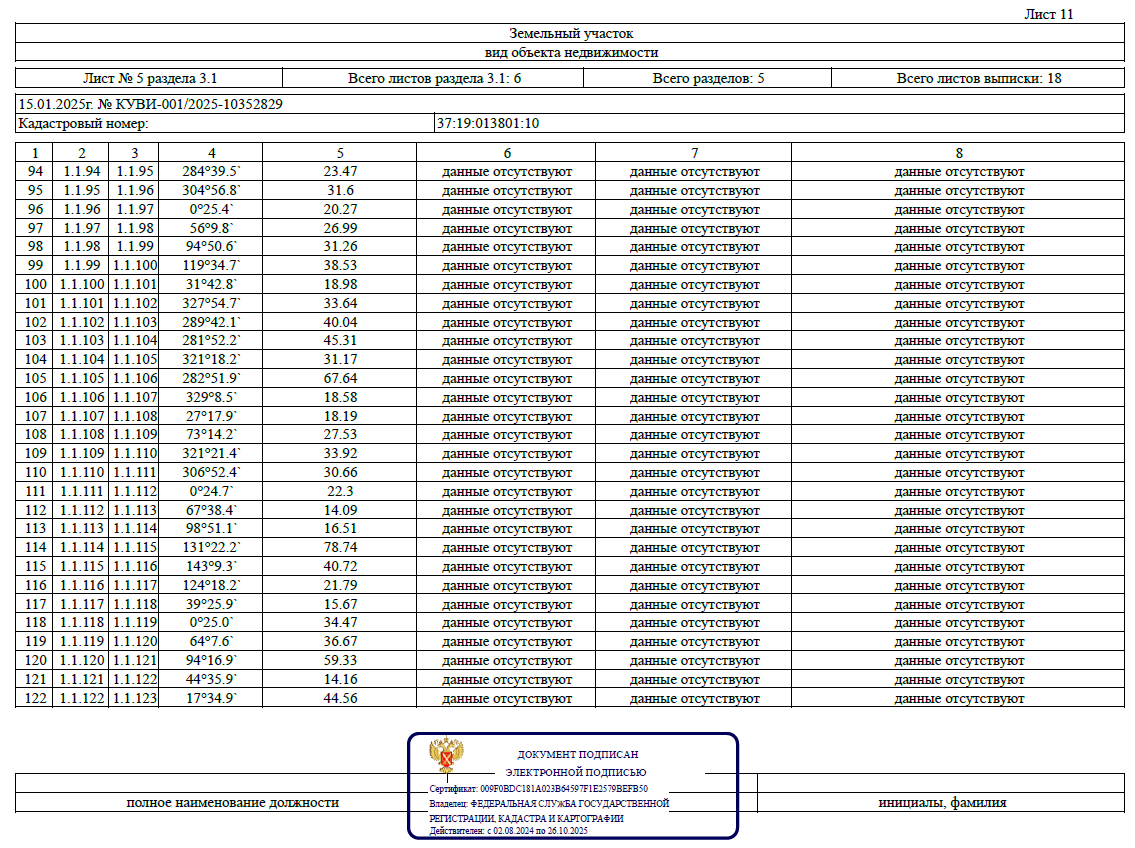 Лист 11
Земельный участок
вид объекта недвижимости
Лист № 5 раздела 3.1 Всего листов раздела 3.1: 6 Всего разделов: 5 Всего листов выписки: 18
15.01.2025г. № КУВИ-001/2025-10352829
Кадастровый номер: 37:19:013801:10
1 2 3 4 5 6 7 8
94 1.1.94 1.1.95 284°39.5` 23.47 данные отсутствуют данные отсутствуют данные отсутствуют
95 1.1.95 1.1.96 304°56.8` 31.6 данные отсутствуют данные отсутствуют данные отсутствуют
96 1.1.96 1.1.97 0°25.4` 20.27 данные отсутствуют данные отсутствуют данные отсутствуют
97 1.1.97 1.1.98 56°9.8` 26.99 данные отсутствуют данные отсутствуют данные отсутствуют
98 1.1.98 1.1.99 94°50.6` 31.26 данные отсутствуют данные отсутствуют данные отсутствуют
99 1.1.99 1.1.100 119°34.7` 38.53 данные отсутствуют данные отсутствуют данные отсутствуют
100 1.1.100 1.1.101 31°42.8` 18.98 данные отсутствуют данные отсутствуют данные отсутствуют
101 1.1.101 1.1.102 327°54.7` 33.64 данные отсутствуют данные отсутствуют данные отсутствуют
102 1.1.102 1.1.103 289°42.1` 40.04 данные отсутствуют данные отсутствуют данные отсутствуют
103 1.1.103 1.1.104 281°52.2` 45.31 данные отсутствуют данные отсутствуют данные отсутствуют
104 1.1.104 1.1.105 321°18.2` 31.17 данные отсутствуют данные отсутствуют данные отсутствуют
105 1.1.105 1.1.106 282°51.9` 67.64 данные отсутствуют данные отсутствуют данные отсутствуют
106 1.1.106 1.1.107 329°8.5` 18.58 данные отсутствуют данные отсутствуют данные отсутствуют
107 1.1.107 1.1.108 27°17.9` 18.19 данные отсутствуют данные отсутствуют данные отсутствуют
108 1.1.108 1.1.109 73°14.2` 27.53 данные отсутствуют данные отсутствуют данные отсутствуют
109 1.1.109 1.1.110 321°21.4` 33.92 данные отсутствуют данные отсутствуют данные отсутствуют
110 1.1.110 1.1.111 306°52.4` 30.66 данные отсутствуют данные отсутствуют данные отсутствуют
111 1.1.111 1.1.112 0°24.7` 22.3 данные отсутствуют данные отсутствуют данные отсутствуют
112 1.1.112 1.1.113 67°38.4` 14.09 данные отсутствуют данные отсутствуют данные отсутствуют
113 1.1.113 1.1.114 98°51.1` 16.51 данные отсутствуют данные отсутствуют данные отсутствуют
114 1.1.114 1.1.115 131°22.2` 78.74 данные отсутствуют данные отсутствуют данные отсутствуют
115 1.1.115 1.1.116 143°9.3` 40.72 данные отсутствуют данные отсутствуют данные отсутствуют
116 1.1.116 1.1.117 124°18.2` 21.79 данные отсутствуют данные отсутствуют данные отсутствуют
117 1.1.117 1.1.118 39°25.9` 15.67 данные отсутствуют данные отсутствуют данные отсутствуют
118 1.1.118 1.1.119 0°25.0` 34.47 данные отсутствуют данные отсутствуют данные отсутствуют
119 1.1.119 1.1.120 64°7.6` 36.67 данные отсутствуют данные отсутствуют данные отсутствуют
120 1.1.120 1.1.121 94°16.9` 59.33 данные отсутствуют данные отсутствуют данные отсутствуют
121 1.1.121 1.1.122 44°35.9` 14.16 данные отсутствуют данные отсутствуют данные отсутствуют
122 1.1.122 1.1.123 17°34.9` 44.56 данные отсутствуют данные отсутствуют данные отсутствуют
ДОКУМЕНТ ПОДПИСАН
ЭЛЕКТРОННОЙ ПОДПИСЬЮ
Сертификат: 009F0BDC181A023B64597F1E2579BEFB50
Владелец: ФЕДЕРАЛЬНАЯ СЛУЖБА ГОСУДАРСТВЕННОЙ
РЕГИСТРАЦИИ, КАДАСТРА И КАРТОГРАФИИ
Действителен: с 02.08.2024 по 26.10.2025
полное наименование должности инициалы, фамилия